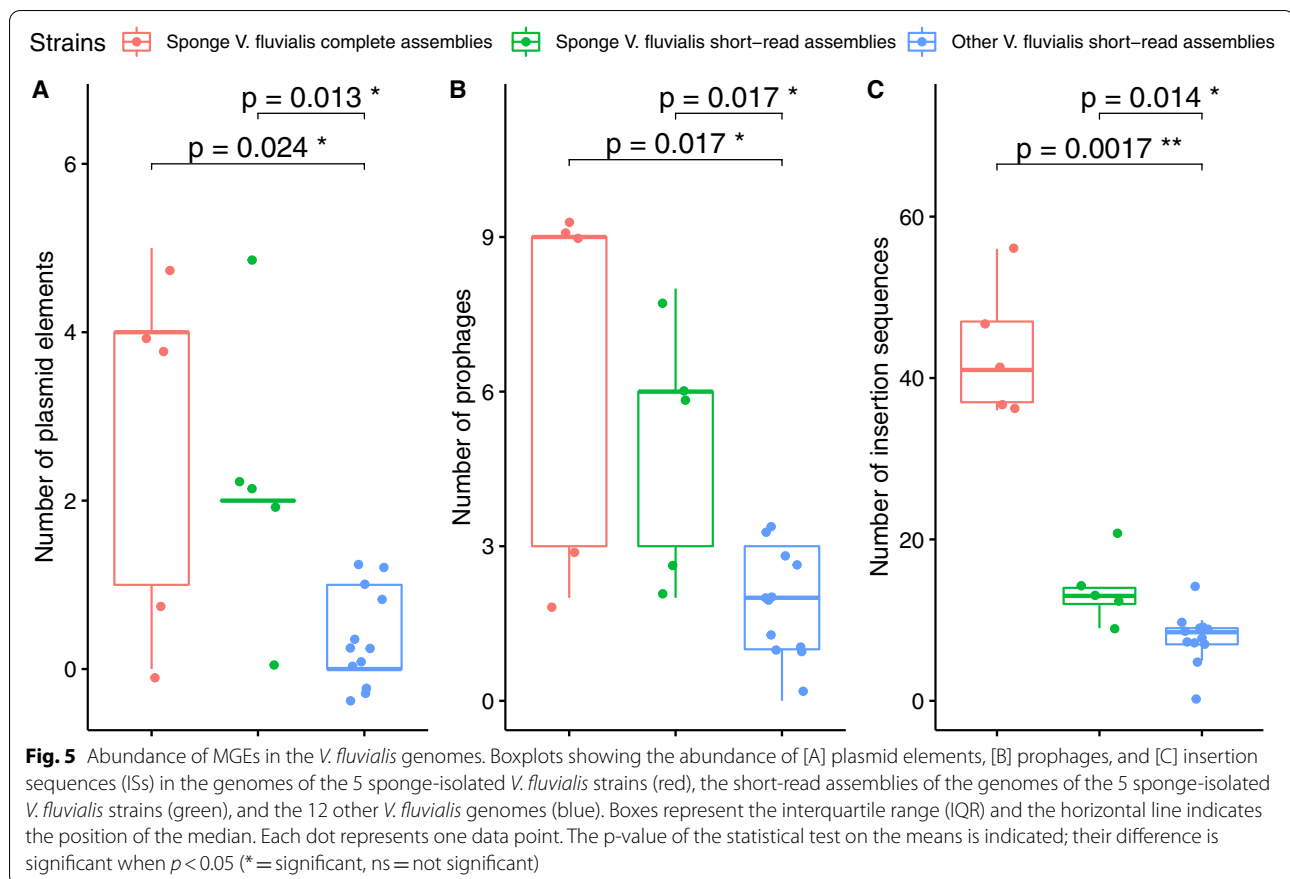 Strains Sponge V. fluvialis complete assemblies Sponge V. fluvialis short−read assemblies Other V. fluvialis short−read assemblies
A
p = 0.013 *
p = 0.024 *
6
4
2
0
Number of plasmid elements
B
p = 0.017 *
p = 0.017 *
9
6
3
0
Number of prophages
C
p = 0.014 *
p = 0.0017 **
60
40
20
0
Number of insertion sequences
Fig. 5 Abundance of MGEs in the V. fluvialis genomes. Boxplots showing the abundance of [A] plasmid elements, [B] prophages, and [C] insertion
sequences (ISs) in the genomes of the 5 sponge-isolated V. fluvialis strains (red), the short-read assemblies of the genomes of the 5 sponge-isolated
V. fluvialis strains (green), and the 12 other V. fluvialis genomes (blue). Boxes represent the interquartile range (IQR) and the horizontal line indicates
the position of the median. Each dot represents one data point. The p-value of the statistical test on the means is indicated; their difference is
significant when p < 0.05 (* = significant, ns = not significant)